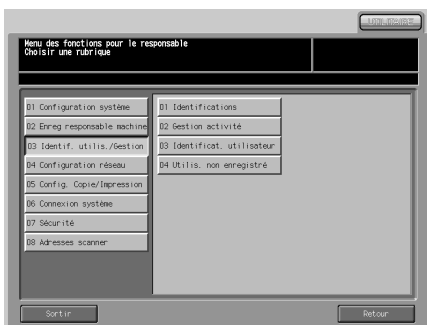 UTILITAIRE
Menu des fonctions pour le responsable
Choisir une rubrique
01 Configuration système
02 Enreg responsable machine
03 Identif. utilis./Gestion
04 Configuration réseau
05 Config. Copie/Impression
06 Connexion système
07 Sécurité
08 Adresses scanner
01 Identifications
02 Gestion activité
03 Identificat. utilisateur
04 Utilis. non enregistré
Sortir
Retour